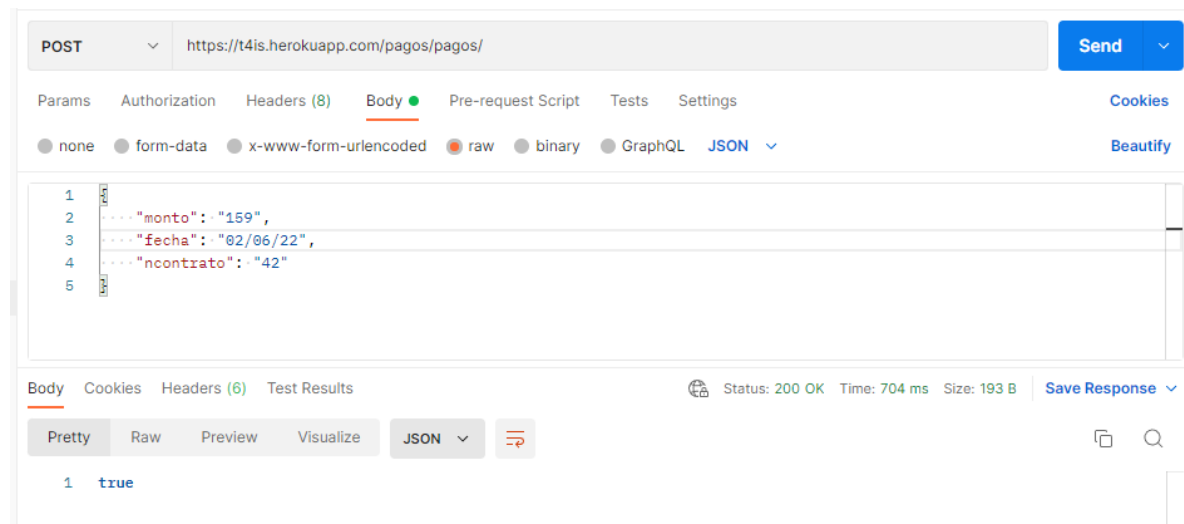 POST https://t4is.herokuapp.com/pagos/pagos/ Send
Params Authorization Headers (8) Body Pre-request Script Tests Settings Cookies
none form-data x-www-form-urlencoded raw binary GraphQL JSON Beautify
1 {
2 "monto": "159",
3 "fecha": "02/06/22",
4 "ncontrato": "42"
5 }
Body Cookies Headers (6) Test Results Status: 200 OK Time: 704 ms Size: 193 B Save Response
Pretty Raw Preview Visualize JSON
1 true